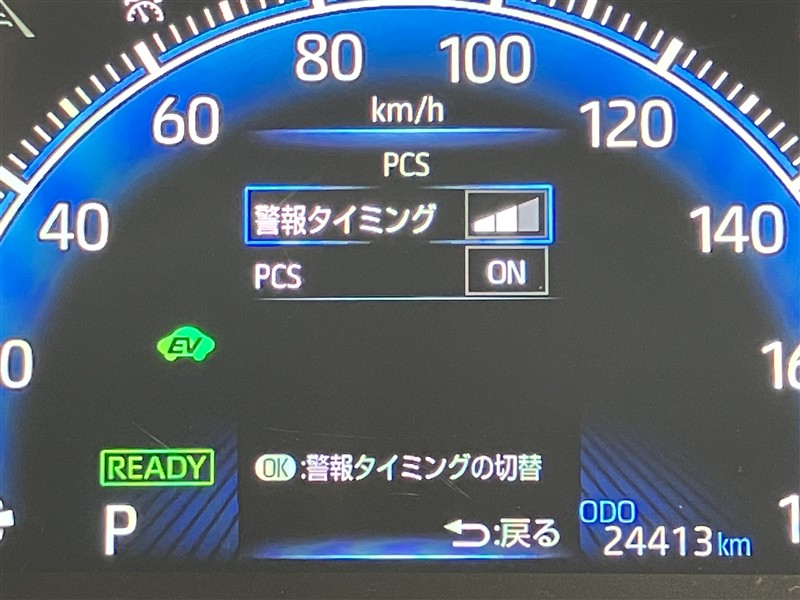 80 100
60 120
km/h
PCS
警報タイミング
40 140
PCS ON
EV
READY
OK:警報タイミングの切替
P
:戻る
ODO
24413km